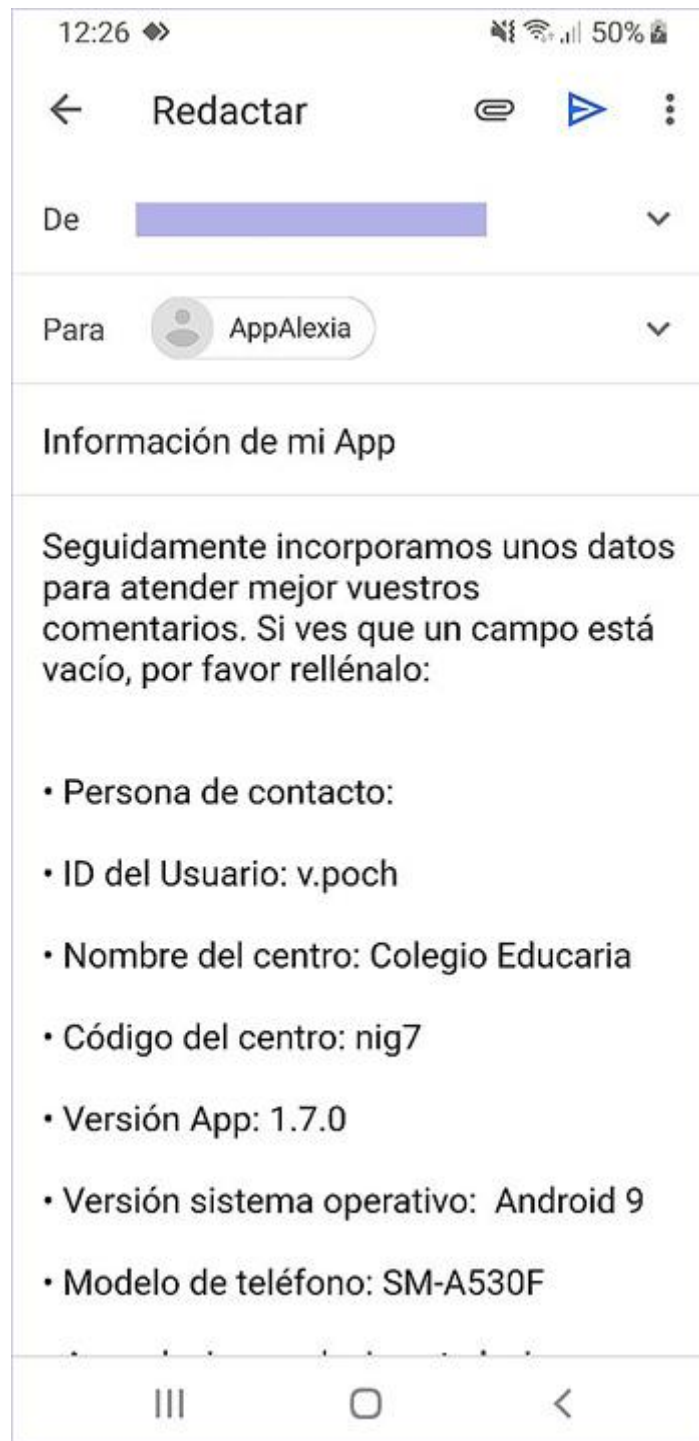 12:26 50%
Redactar
De
Para AppAlexia
Información de mi App
Seguidamente incorporamos unos datos
para atender mejor vuestros
comentarios. Si ves que un campo está
vacío, por favor rellénalo:
• Persona de contacto:
• ID del Usuario: v.poch
• Nombre del centro: Colegio Educaria
• Código del centro: nig7
• Versión App: 1.7.0
• Versión sistema operativo:  Android 9
• Modelo de teléfono: SM-A530F